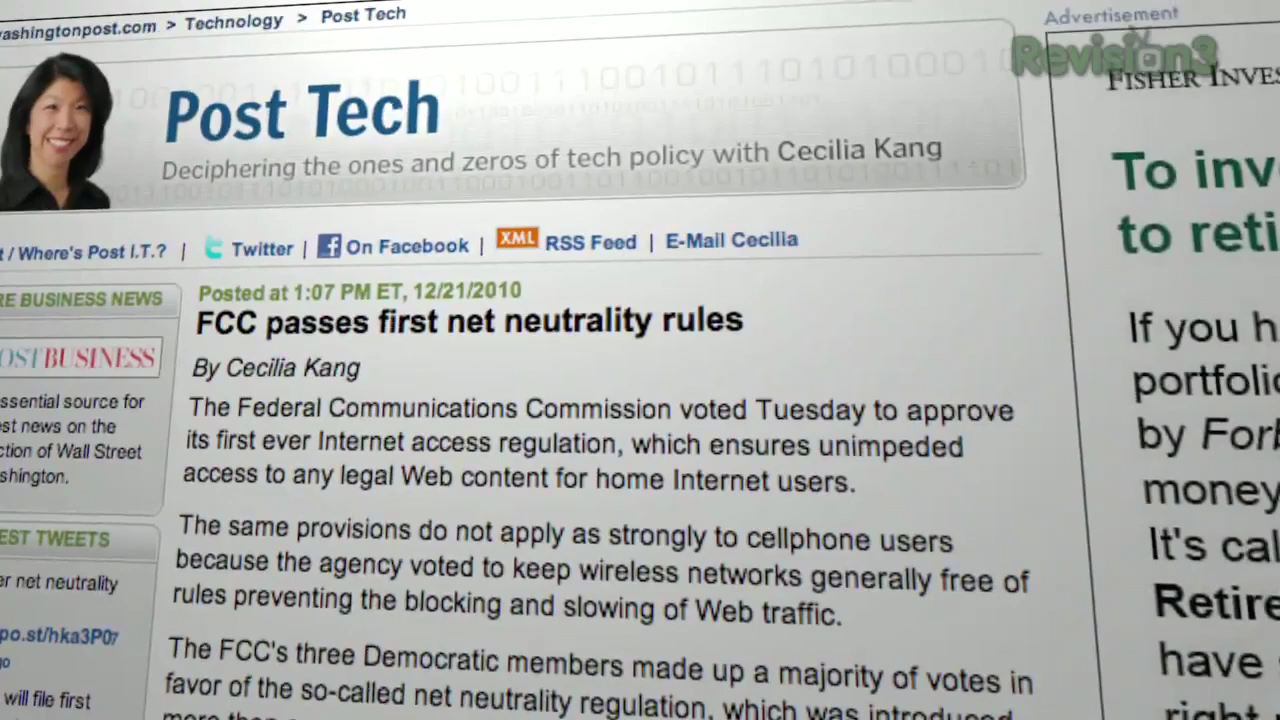 washingtonpost.com > Technology > Post Tech
Advertisement
Revision3
FISHER INVES
Post Tech
Deciphering the ones and zeros of tech policy with Cecilia Kang
To inv
to reti
/ Where's Post I.T.? | Twitter | On Facebook | XML RSS Feed | E-Mail Cecilia
RE BUSINESS NEWS
POSTBUSINESS
ssential source for
st news on the
ction of Wall Street
shington.
EST TWEETS
er net neutrality
po.st/hka3P07
go
will file first
Posted at 1:07 PM ET, 12/21/2010
FCC passes first net neutrality rules
By Cecilia Kang
The Federal Communications Commission voted Tuesday to approve
its first ever Internet access regulation, which ensures unimpeded
access to any legal Web content for home Internet users.
The same provisions do not apply as strongly to cellphone users
because the agency voted to keep wireless networks generally free of
rules preventing the blocking and slowing of Web traffic.
The FCC's three Democratic members made up a majority of votes in
favor of the so-called net neutrality regulation, which was introduced
more than
If you h
portfolio
by For
money
It's cal
Retire
have
right